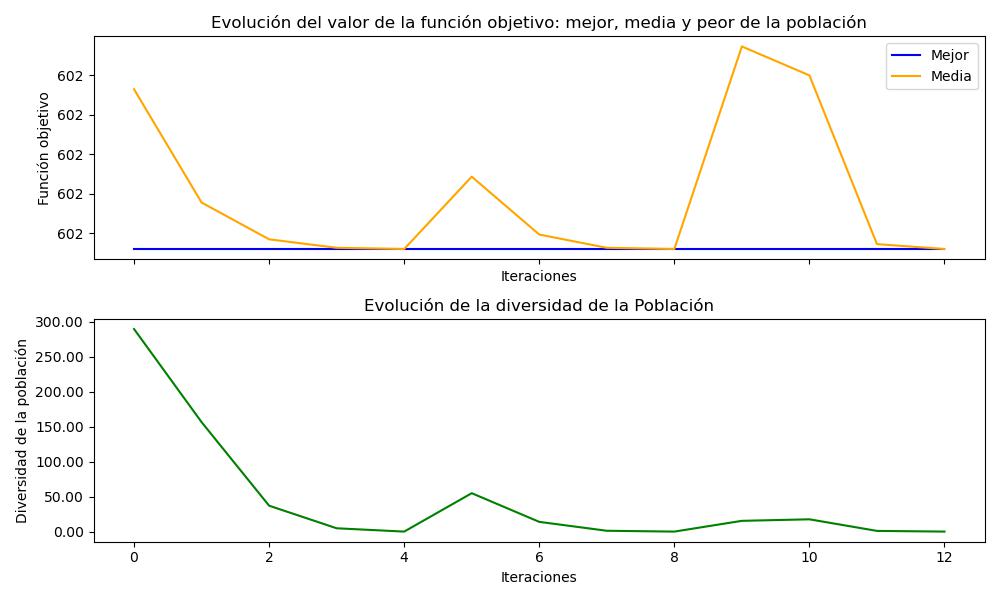 Evolución del valor de la función objetivo: mejor, media y peor de la población
Función objetivo
602
602
602
602
602
Mejor
Media
Iteraciones
Evolución de la diversidad de la Población
Diversidad de la población
300.00
250.00
200.00
150.00
100.00
50.00
0.00
0 2 4 6 8 10 12
Iteraciones